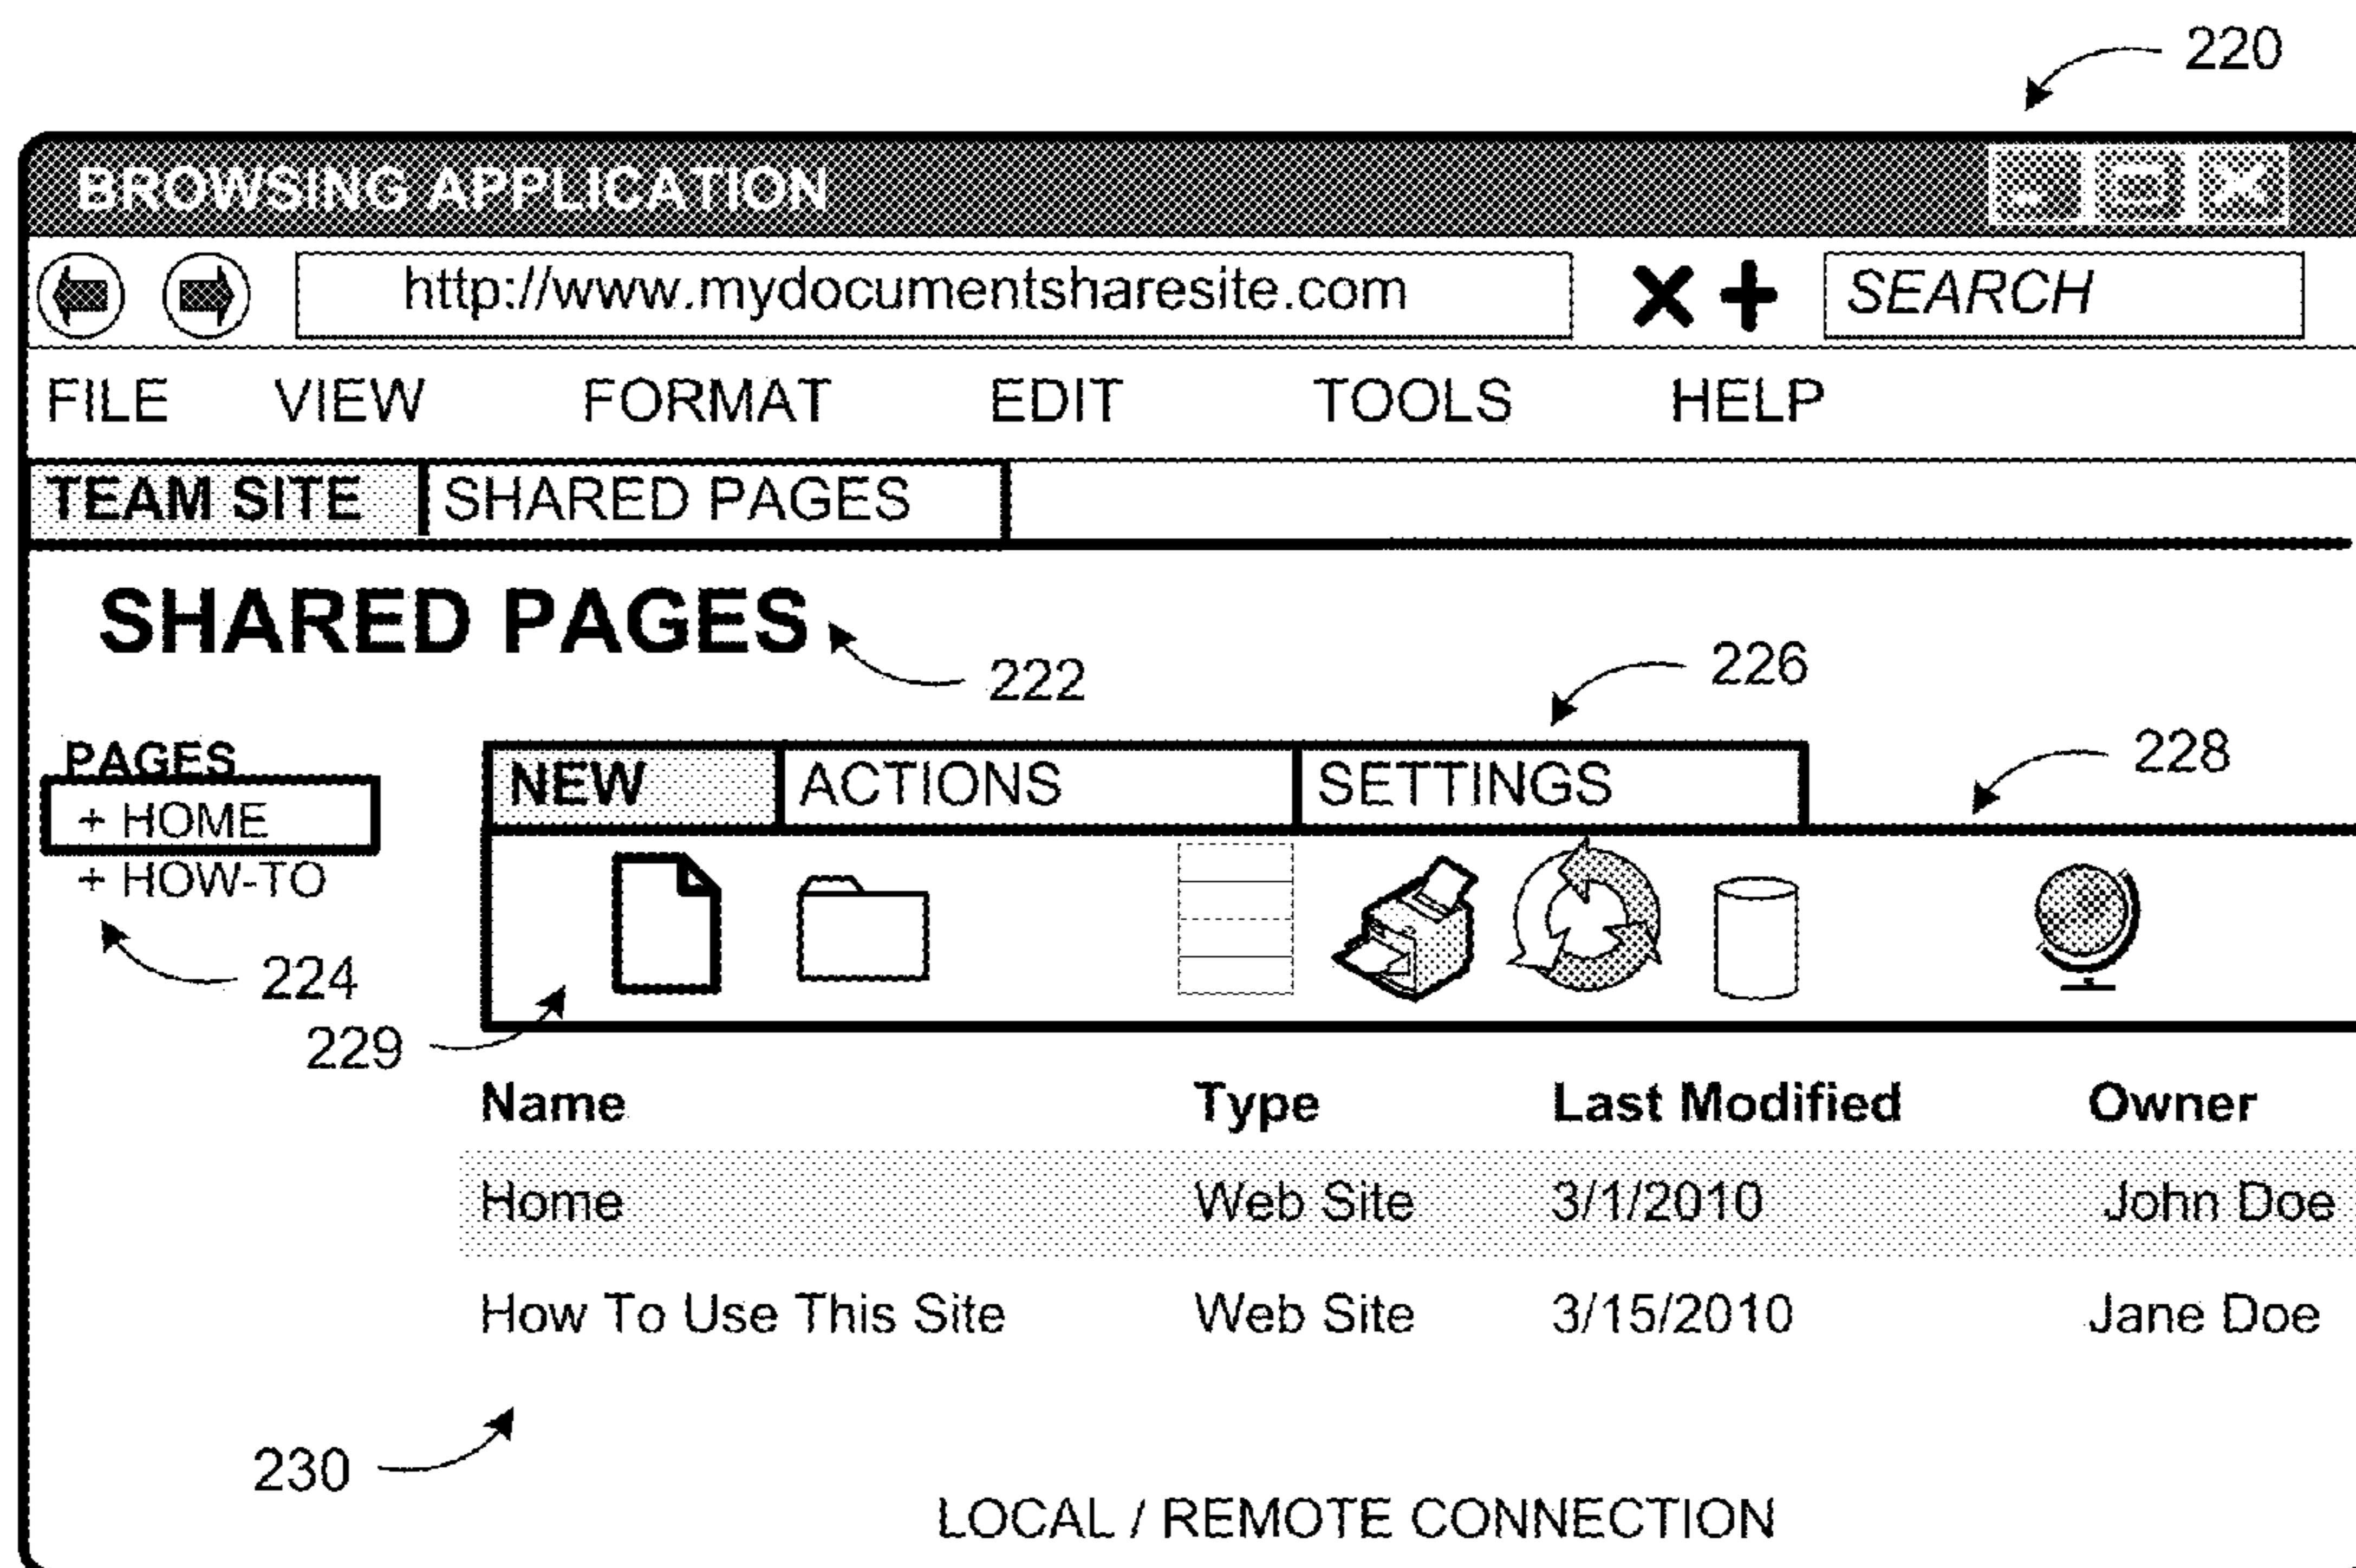 220
BROWSING APPLICATION
http://www.mydocumentsharesite.com SEARCH
FILE VIEW FORMAT EDIT TOOLS HELP
TEAM SITE SHARED PAGES
SHARED PAGES
222
226
228
PAGES
+ HOME
+ HOW-TO
224
NEW ACTIONS SETTINGS
229
Name Type Last Modified Owner
Home Web Site 3/1/2010 John Doe
How To Use This Site Web Site 3/15/2010 Jane Doe
230
LOCAL / REMOTE CONNECTION